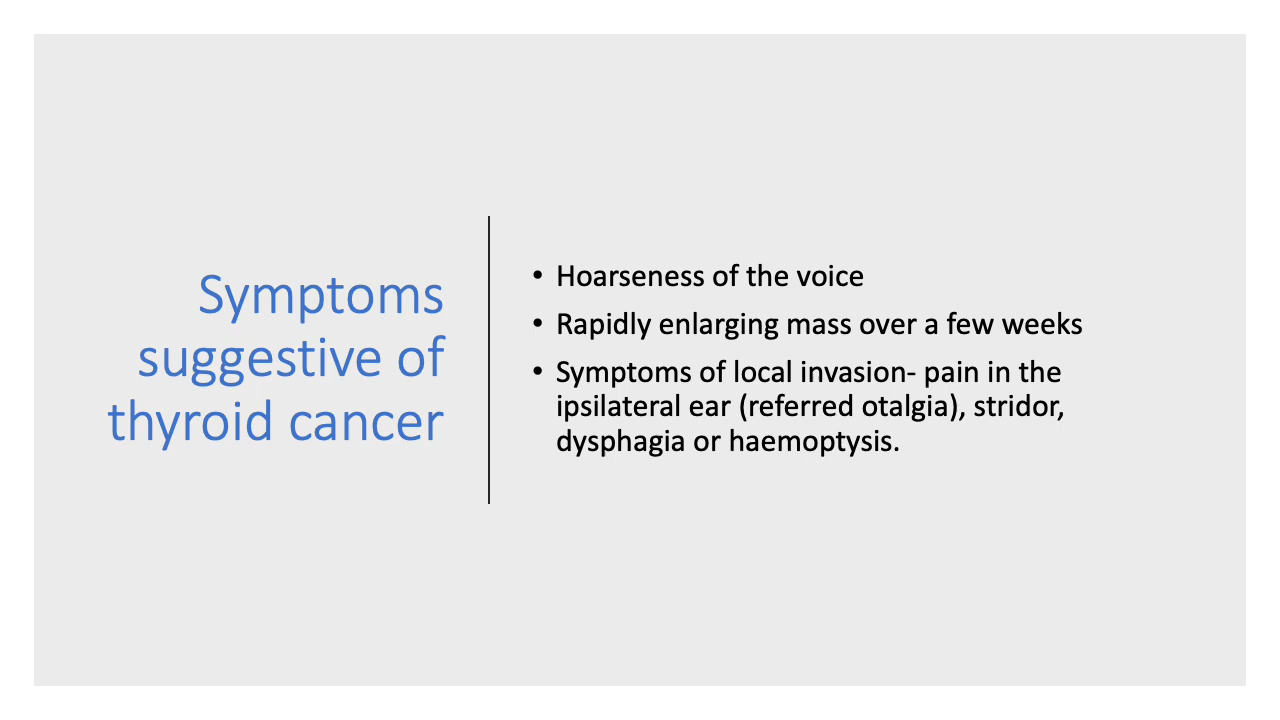 Symptoms
suggestive of
thyroid cancer
• Hoarseness of the voice
• Rapidly enlarging mass over a few weeks
• Symptoms of local invasion- pain in the
ipsilateral ear (referred otalgia), stridor,
dysphagia or haemoptysis.